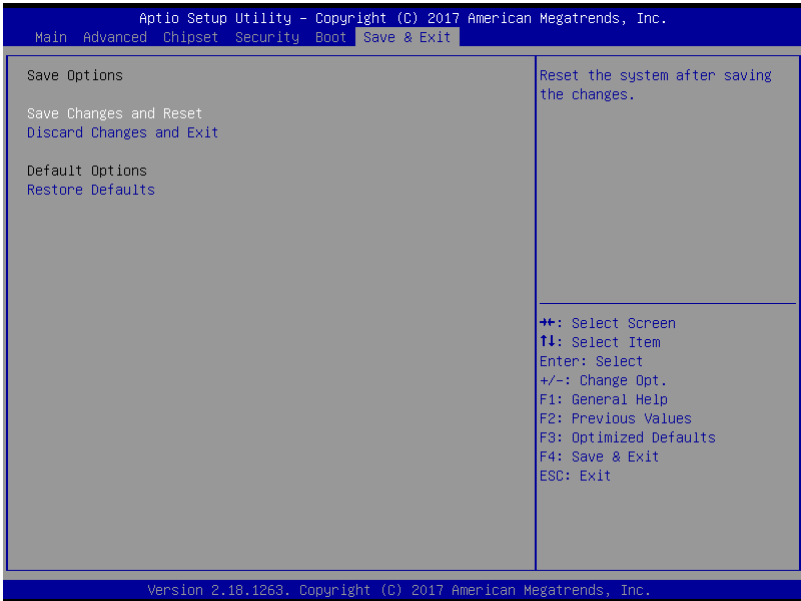 Aptio Setup Utility – Copyright (C) 2017 American Megatrends, Inc.
Main Advanced Chipset Security Boot Save & Exit
Save Options
Save Changes and Reset
Discard Changes and Exit
Default Options
Restore Defaults
Reset the system after saving
the changes.
→←: Select Screen
↑↓: Select Item
Enter: Select
+/-: Change Opt.
F1: General Help
F2: Previous Values
F3: Optimized Defaults
F4: Save & Exit
ESC: Exit
Version 2.18.1263. Copyright (C) 2017 American Megatrends, Inc.